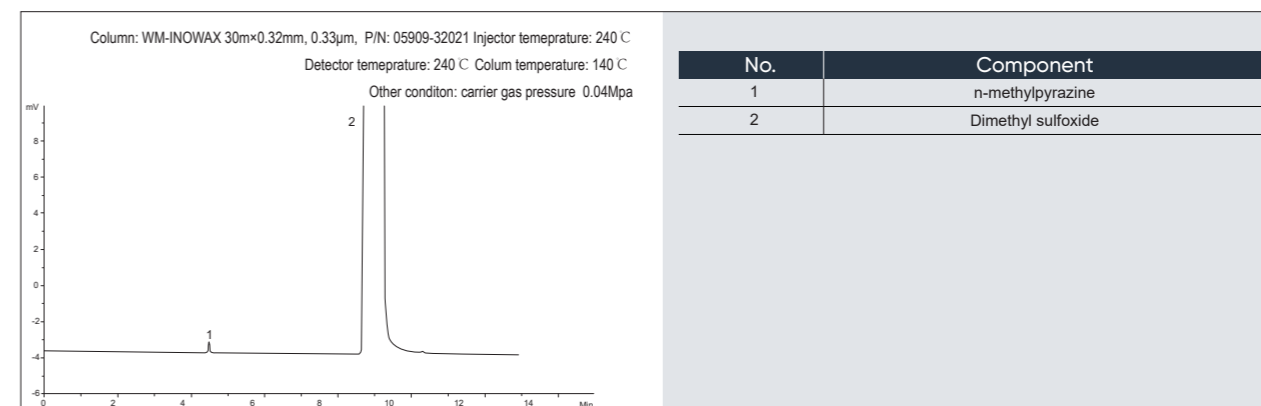 Column: WM-INOWAX 30m×0.32mm, 0.33μm, P/N: 05909-32021 Injector temeprature: 240℃
Detector temeprature: 240℃ Colum temperature: 140℃
Other conditon: carrier gas pressure 0.04Mpa
mV
2
8
6
4
2
0
-2
1
-4
-6
0 2 4 6 8 10 12 14 Min
No. Component
1 n-methylpyrazine
2 Dimethyl sulfoxide